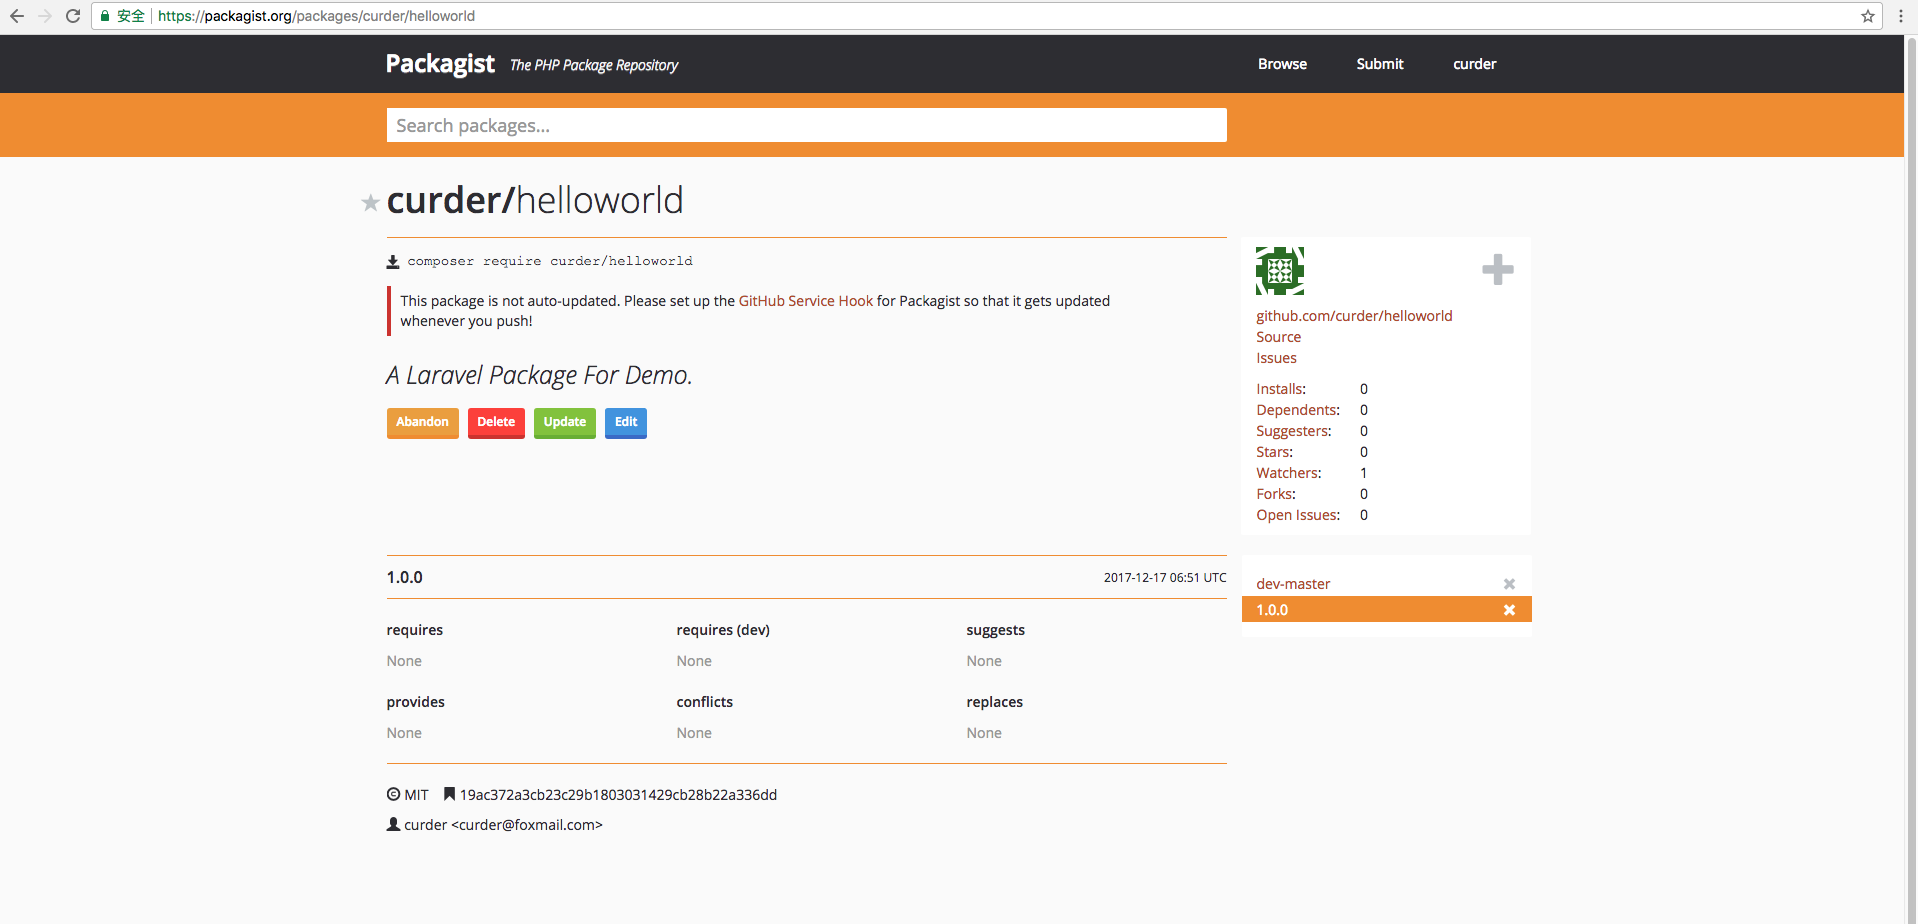 安全 https://packagist.org/packages/curder/helloworld
Packagist The PHP Package Repository Browse Submit curder
Search packages...
curder/helloworld
composer require curder/helloworld
This package is not auto-updated. Please set up the GitHub Service Hook for Packagist so that it gets updated
whenever you push!
A Laravel Package For Demo.
Abandon Delete Update Edit
github.com/curder/helloworld
Source
Issues
Installs: 0
Dependents: 0
Suggesters: 0
Stars: 0
Watchers: 1
Forks: 0
Open Issues: 0
1.0.0 2017-12-17 06:51 UTC
dev-master
1.0.0
requires requires (dev) suggests
None None None
provides conflicts replaces
None None None
MIT 19ac372a3cb23c29b1803031429cb28b22a336dd
curder <curder@foxmail.com>